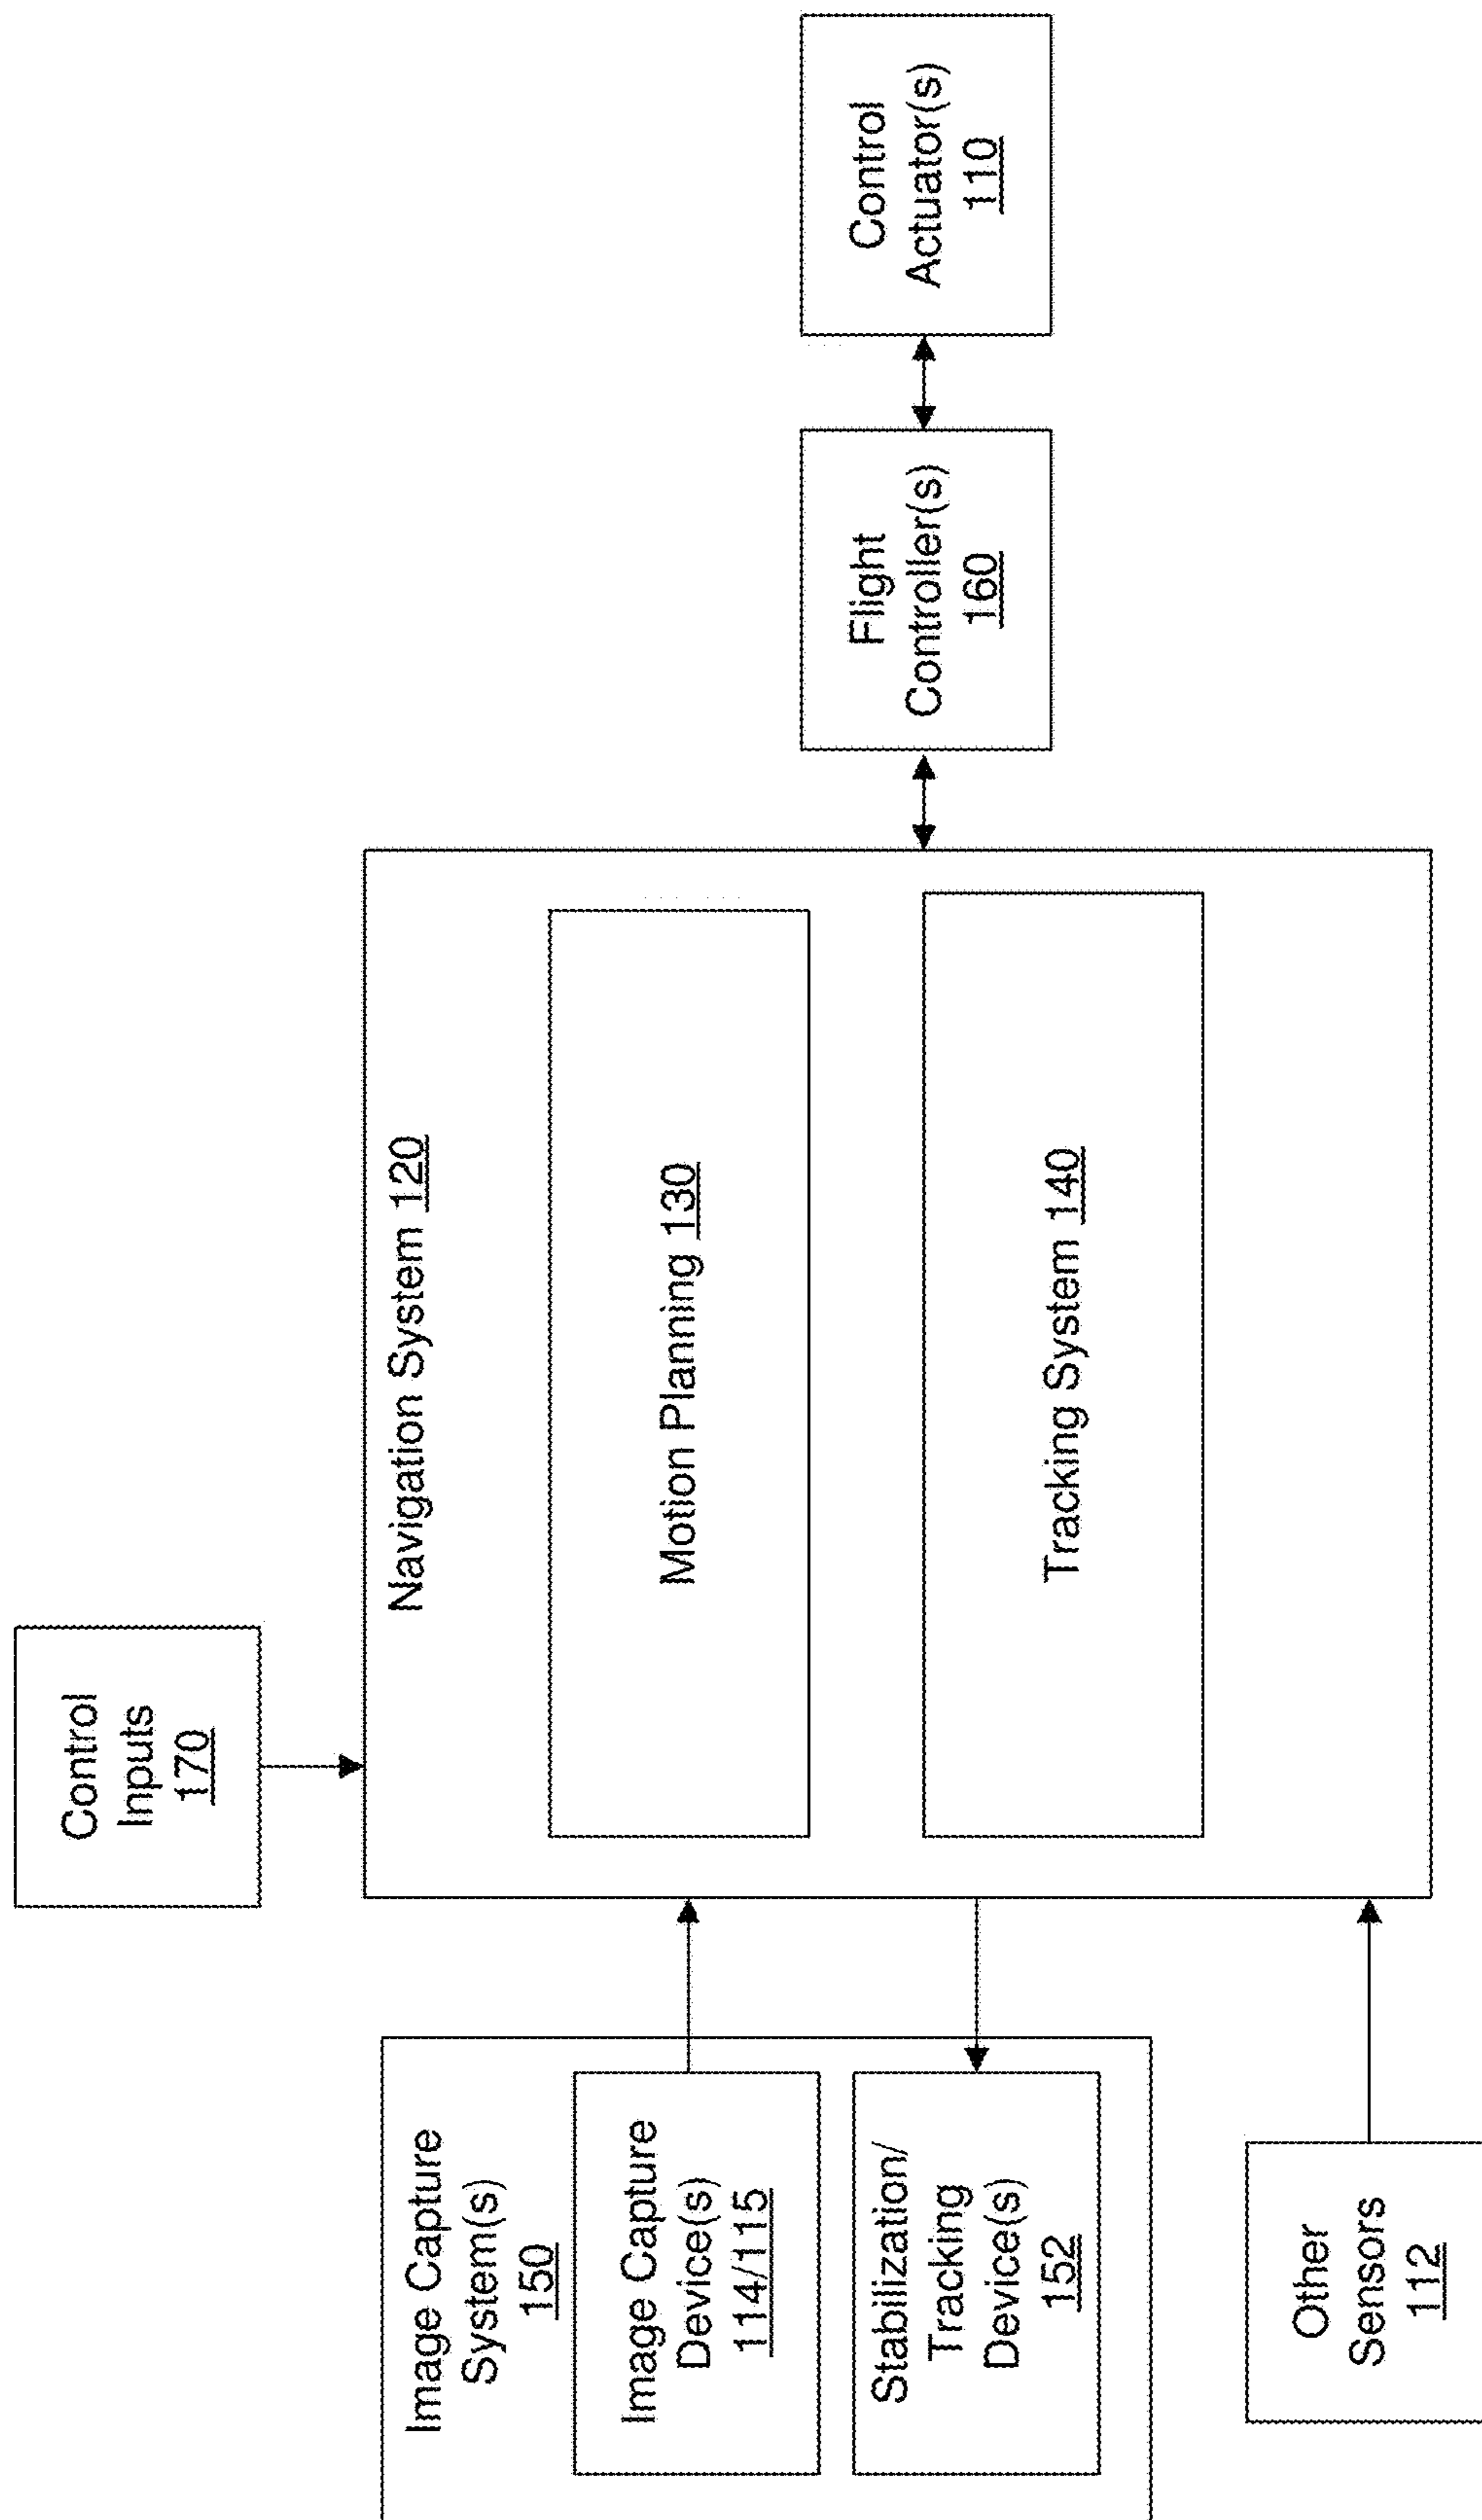 Control
Inputs
170
Image Capture
System(s)
150
Image Capture
Device(s)
114/115
Stabilization/
Tracking
Device(s)
152
Other
Sensors
112
Navigation System 120
Motion Planning 130
Tracking System 140
Flight
Controller(s)
160
Control
Actuator(s)
110